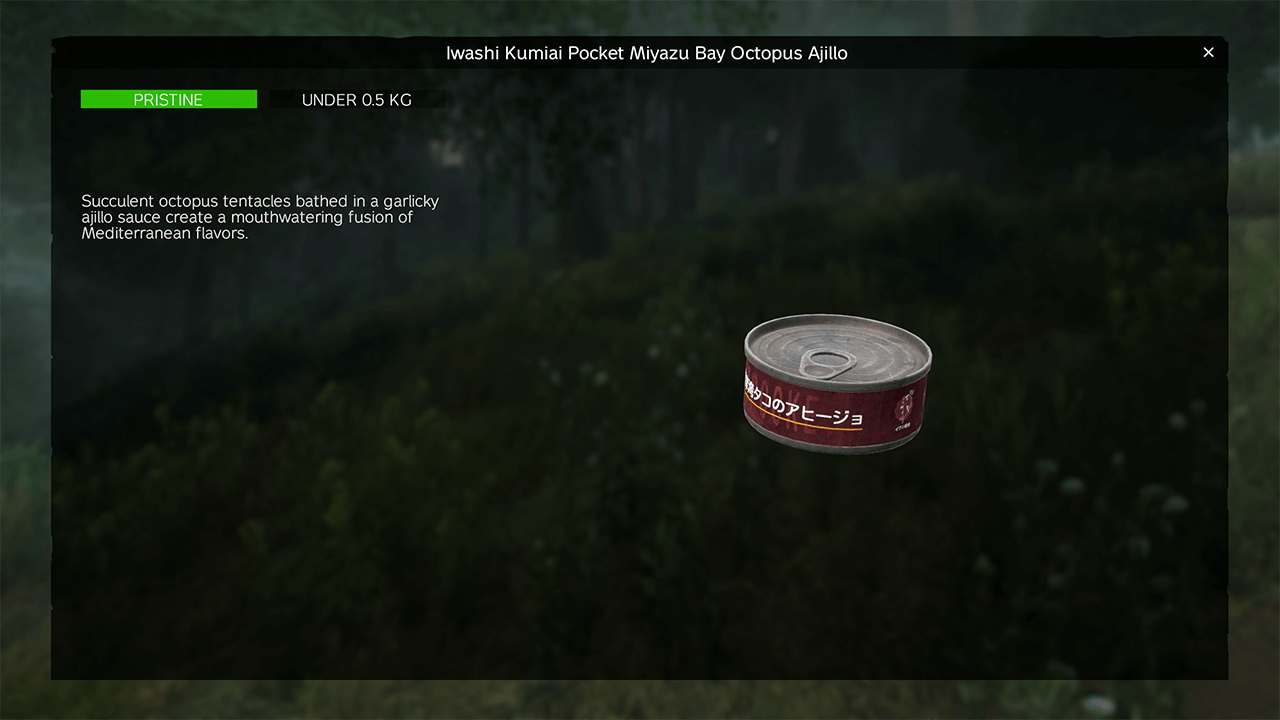 Iwashi Kumiai Pocket Miyazu Bay Octopus Ajillo
PRISTINE
UNDER 0.5 KG
Succulent octopus tentacles bathed in a garlicky
ajillo sauce create a mouthwatering fusion of
Mediterranean flavors.
タコのアヒージョ